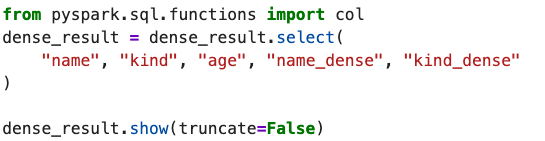 from pyspark.sql.functions import col
dense_result = dense_result.select(
    "name", "kind", "age", "name_dense", "kind_dense"
)

dense_result.show(truncate=False)